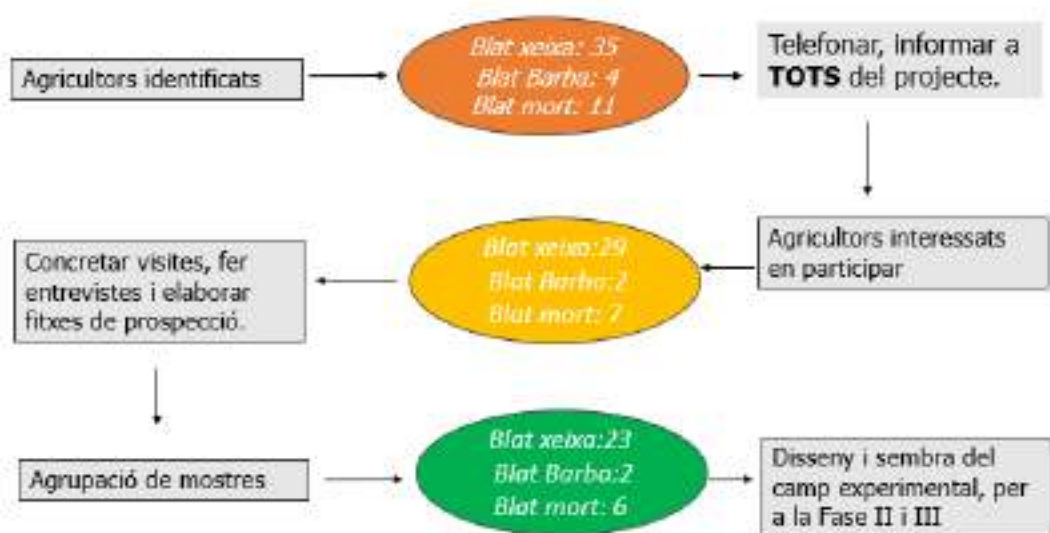 Agricultors identificats
Blat xeixa: 35
Blat Barba: 4
Blat mort: 11
Telefonar, informar a
TOTS del projecte.
Agricultors interessats
en participar
Blat xeixa:29
Blat Barba:2
Blat mort: 7
Concretar visites, fer
entrevistes i elaborar
fitxes de prospecció.
Agrupació de mostres
Blat xeixa:23
Blat Barba:2
Blat mort: 6
Disseny i sembra del
camp experimental, per
a la Fase II i III